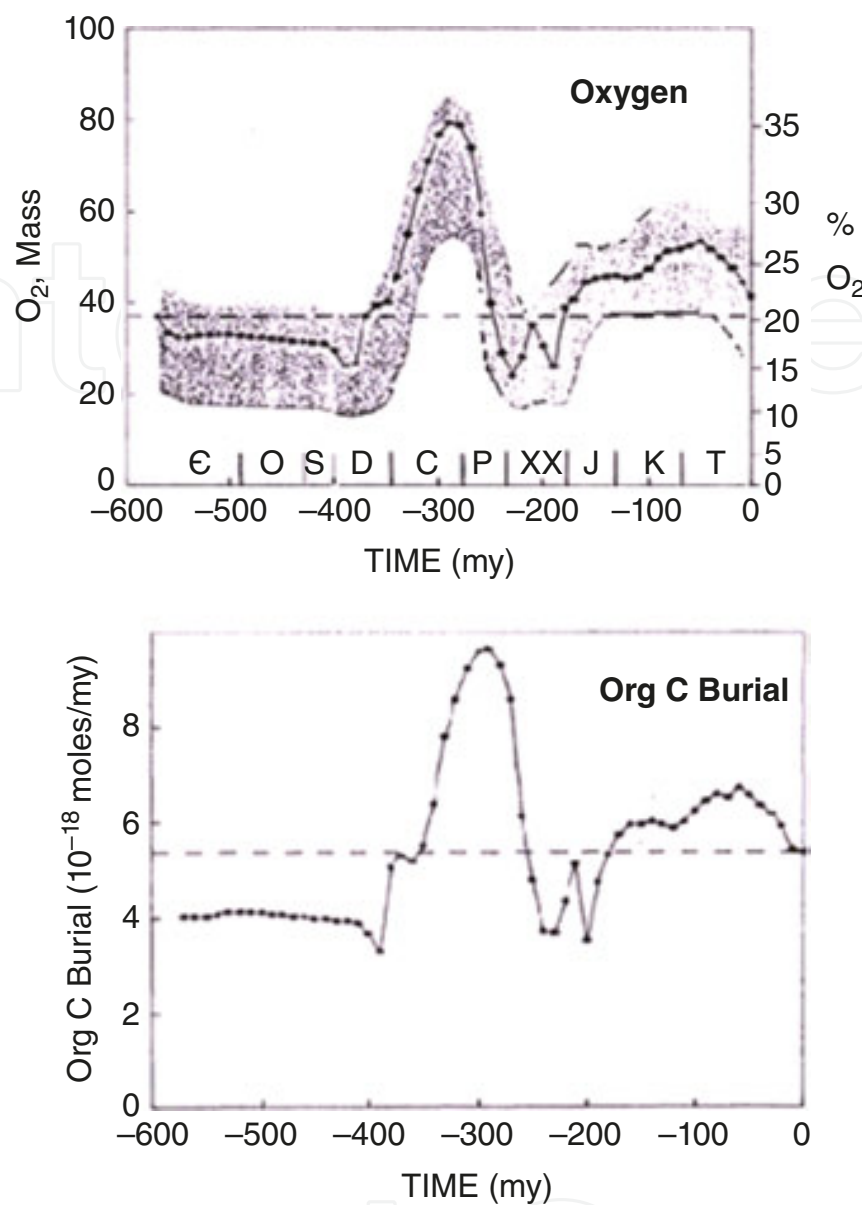 Oxygen
O₂, Mass
100
80
60
40
20
0
35
30
25
20
15
10
5
0
%
O₂
Є O S D C P XX J K T
–600 –500 –400 –300 –200 –100 0
TIME (my)
Org C Burial
Org C Burial (10⁻¹⁸ moles/my)
8
6
4
2
0
–600 –500 –400 –300 –200 –100 0
TIME (my)